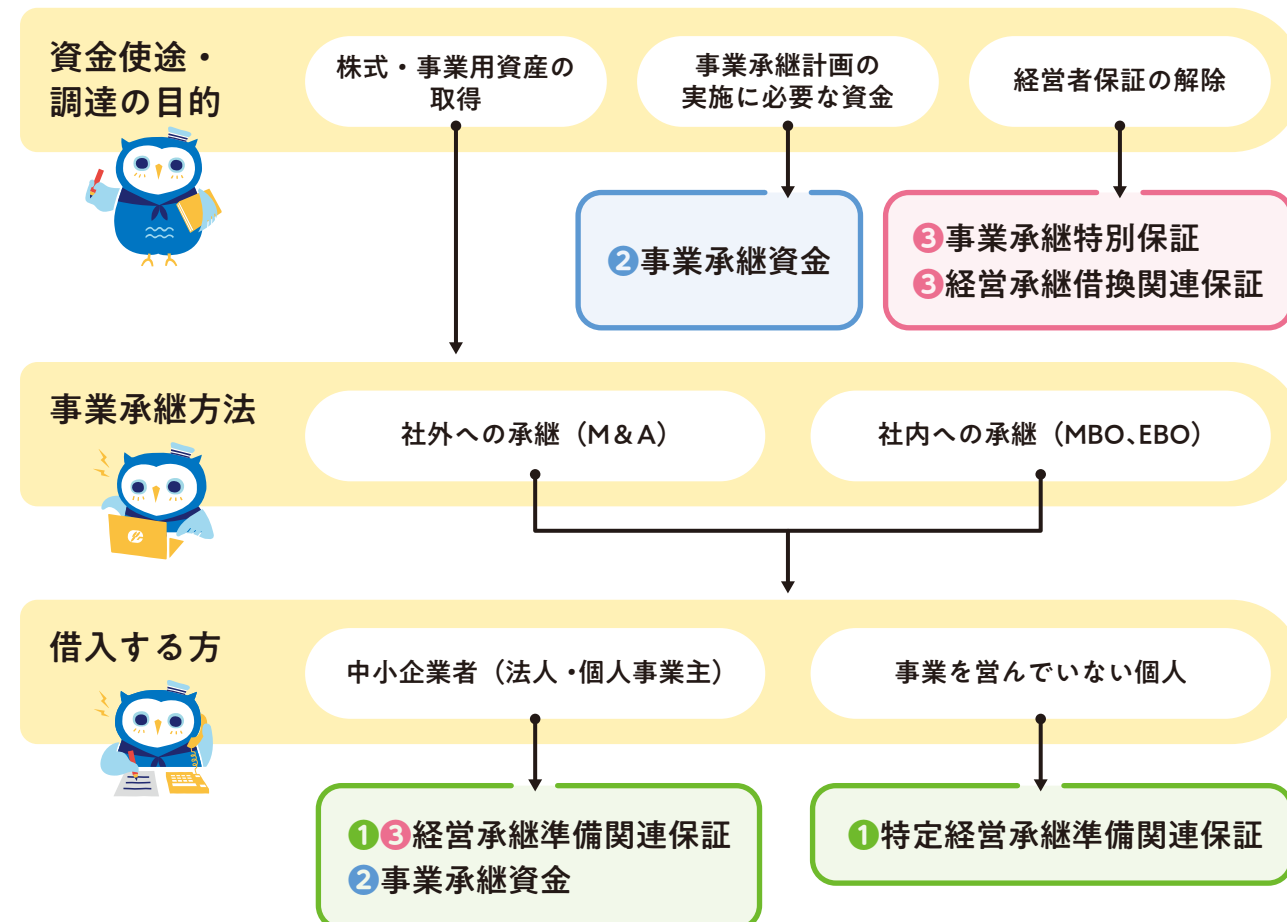 資金使途・
調達の目的
株式・事業用資産の
取得
事業承継計画の
実施に必要な資金
経営者保証の解除
❷事業承継資金
❸事業承継特別保証
❸経営承継借換関連保証
事業承継方法
社外への承継（M＆A）
社内への承継（MBO、EBO）
借入する方
中小企業者（法人・個人事業主）
事業を営んでいない個人
❶❸経営承継準備関連保証
❷事業承継資金
❶特定経営承継準備関連保証